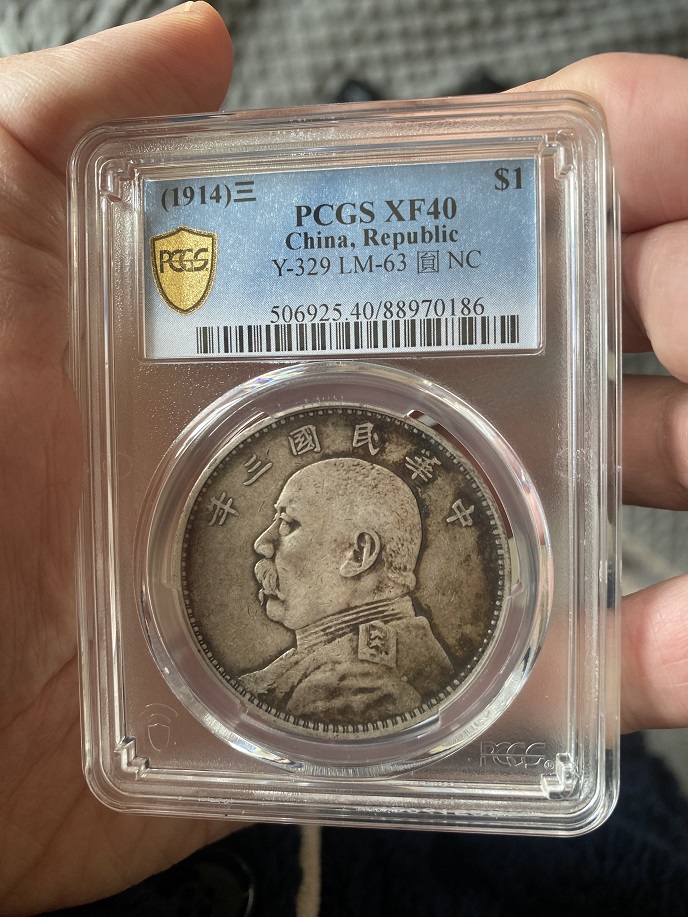 (1914)三 $1
PCGS XF40
China, Republic
PCGS
Y-329 LM-63 圓 NC
506925.40/88970186
中華民國三年
PCGS